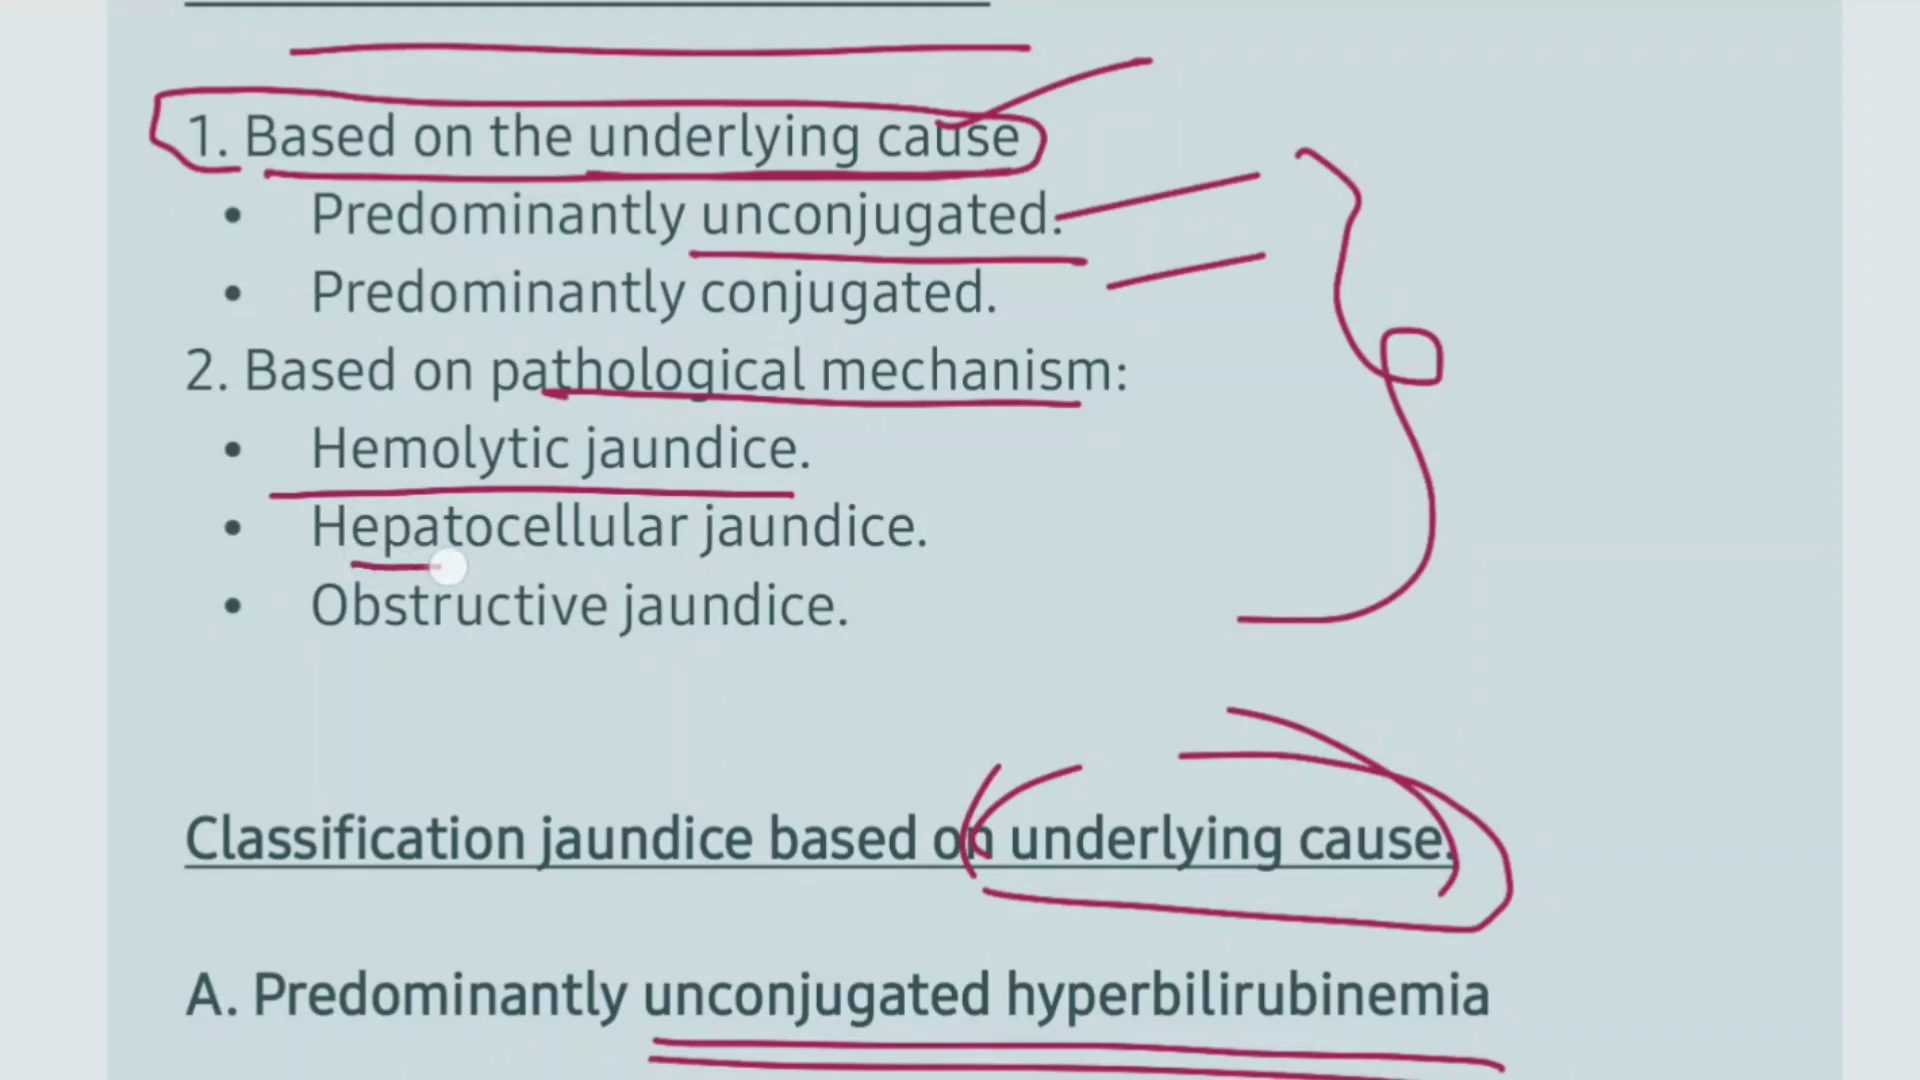 1. Based on the underlying cause
• Predominantly unconjugated.
• Predominantly conjugated.
2. Based on pathological mechanism:
• Hemolytic jaundice.
• Hepatocellular jaundice.
• Obstructive jaundice.
Classification jaundice based on underlying cause.
A. Predominantly unconjugated hyperbilirubinemia